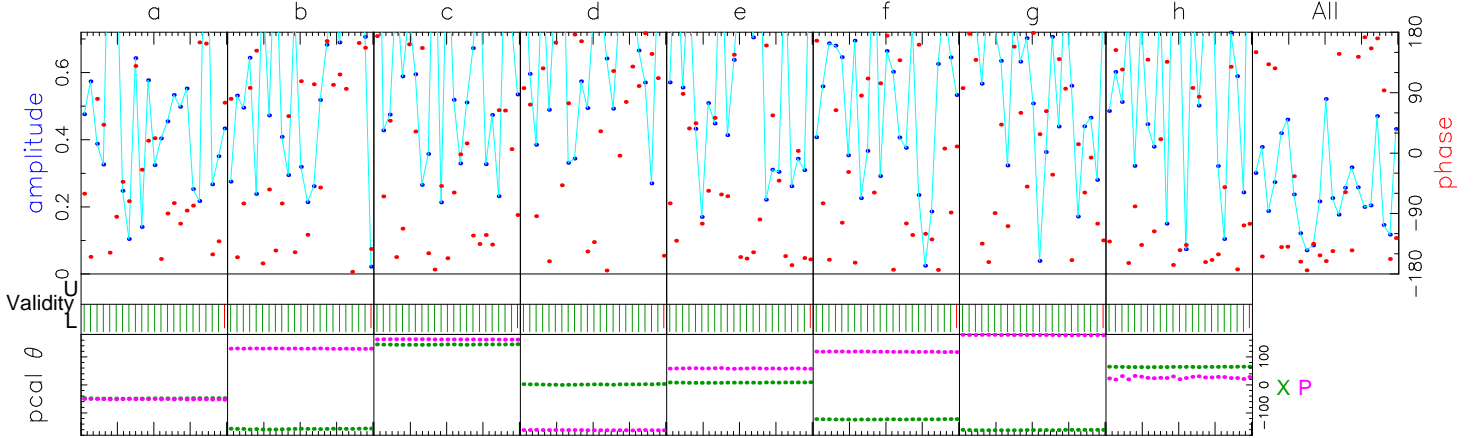 a b c d e f g h All
amplitude
0 0.2 0.4 0.6
180 90 0 −90 −180
phase
U
Validity
L
pcal θ
100 0 −100
X P